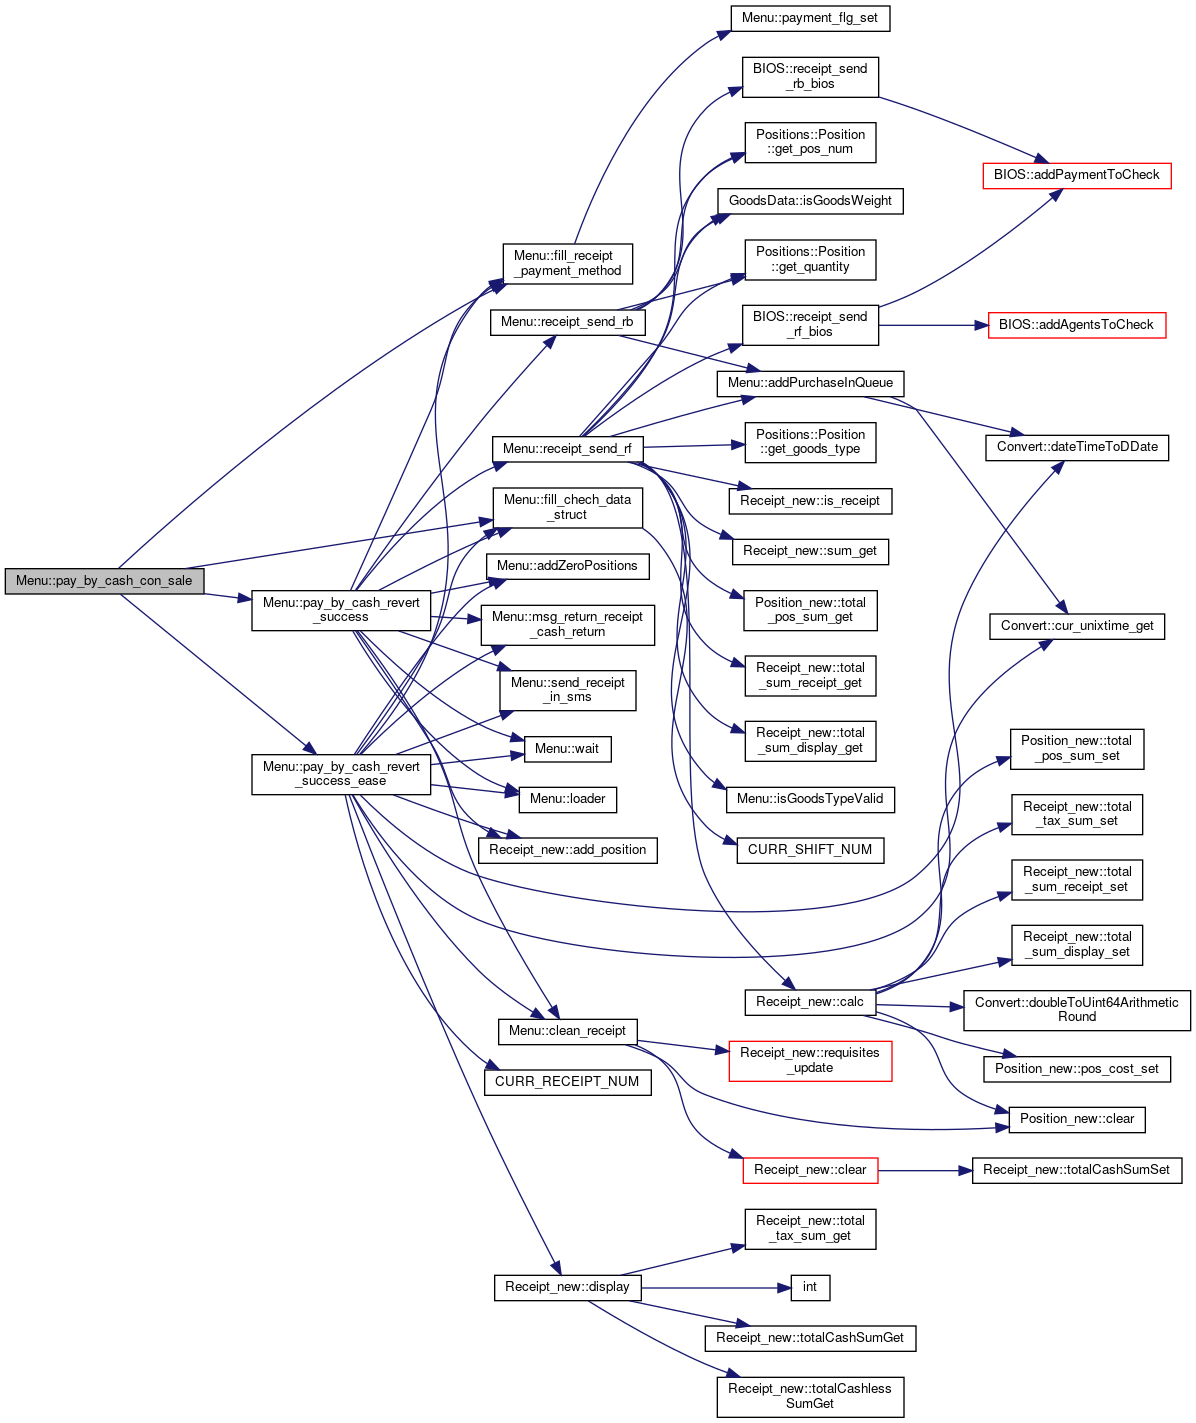 Menu::payment_flg_set
BIOS::receipt_send
_rb_bios
Positions::Position
::get_pos_num
BIOS::addPaymentToCheck
GoodsData::isGoodsWeight
Menu::fill_receipt
_payment_method
Positions::Position
::get_quantity
Menu::receipt_send_rb
BIOS::receipt_send
_rf_bios
BIOS::addAgentsToCheck
Menu::addPurchaseInQueue
Menu::receipt_send_rf
Positions::Position
::get_goods_type
Convert::dateTimeToDDate
Menu::fill_chech_data
_struct
Receipt_new::is_receipt
Receipt_new::sum_get
Menu::addZeroPositions
Menu::pay_by_cash_con_sale
Menu::pay_by_cash_revert
_success
Position_new::total
_pos_sum_get
Menu::msg_return_receipt
_cash_return
Convert::cur_unixtime_get
Receipt_new::total
_sum_receipt_get
Menu::send_receipt
_in_sms
Receipt_new::total
_sum_display_get
Menu::wait
Position_new::total
_pos_sum_set
Menu::pay_by_cash_revert
_success_ease
Menu::loader
Menu::isGoodsTypeValid
Receipt_new::total
_tax_sum_set
Receipt_new::add_position
CURR_SHIFT_NUM
Receipt_new::total
_sum_receipt_set
Receipt_new::total
_sum_display_set
Receipt_new::calc
Convert::doubleToUint64Arithmetic
Round
Menu::clean_receipt
Receipt_new::requisites
_update
Position_new::pos_cost_set
CURR_RECEIPT_NUM
Position_new::clear
Receipt_new::clear
Receipt_new::totalCashSumSet
Receipt_new::total
_tax_sum_get
Receipt_new::display
int
Receipt_new::totalCashSumGet
Receipt_new::totalCashless
SumGet